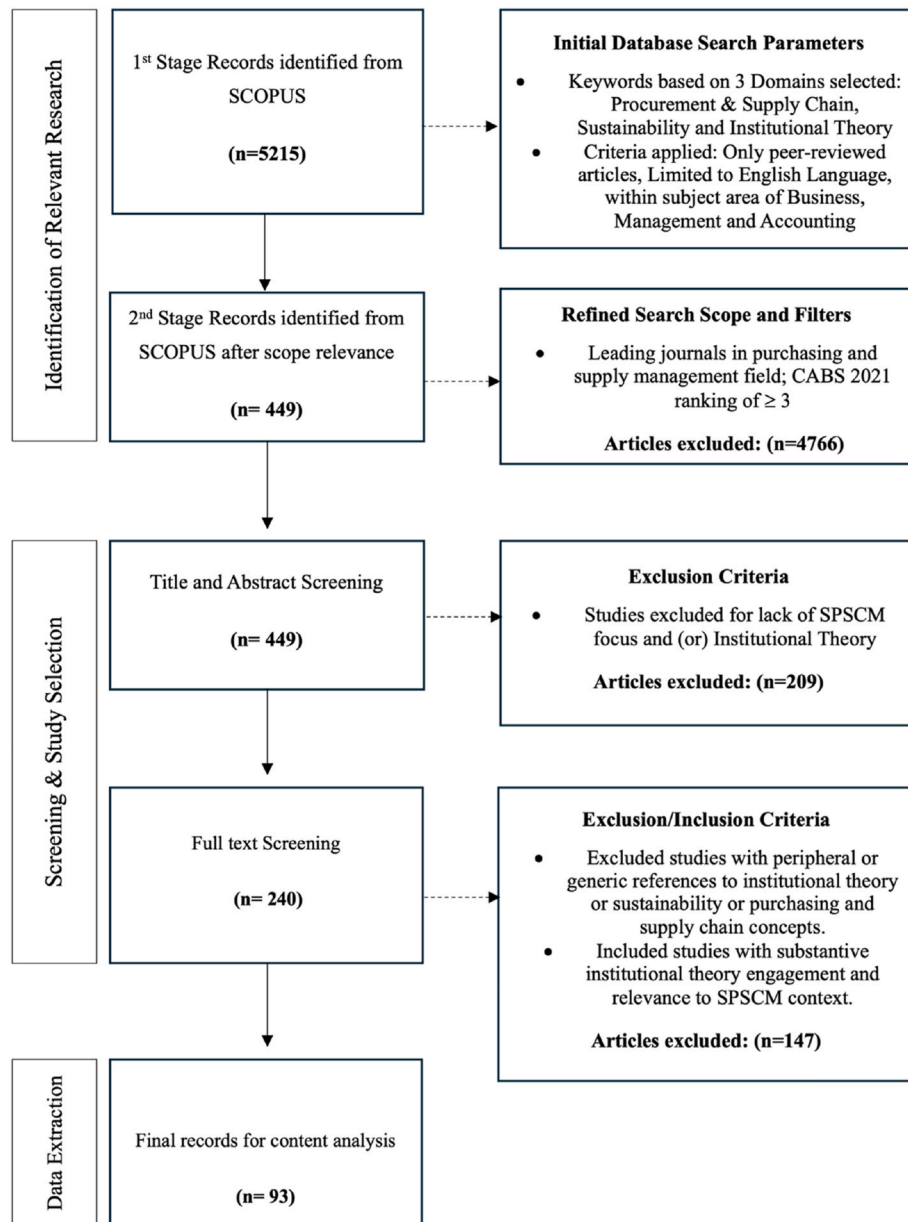 Identification of Relevant Research
1st Stage Records identified from
SCOPUS
(n=5215)
Initial Database Search Parameters
• Keywords based on 3 Domains selected:
Procurement & Supply Chain,
Sustainability and Institutional Theory
• Criteria applied: Only peer-reviewed
articles, Limited to English Language,
within subject area of Business,
Management and Accounting
2nd Stage Records identified from
SCOPUS after scope relevance
(n= 449)
Refined Search Scope and Filters
• Leading journals in purchasing and
supply management field; CABS 2021
ranking of ≥ 3
Articles excluded: (n=4766)
Screening & Study Selection
Title and Abstract Screening
(n= 449)
Exclusion Criteria
• Studies excluded for lack of SPSCM
focus and (or) Institutional Theory
Articles excluded: (n=209)
Full text Screening
(n= 240)
Exclusion/Inclusion Criteria
• Excluded studies with peripheral or
generic references to institutional theory
or sustainability or purchasing and
supply chain concepts.
• Included studies with substantive
institutional theory engagement and
relevance to SPSCM context.
Articles excluded: (n=147)
Data Extraction
Final records for content analysis
(n= 93)